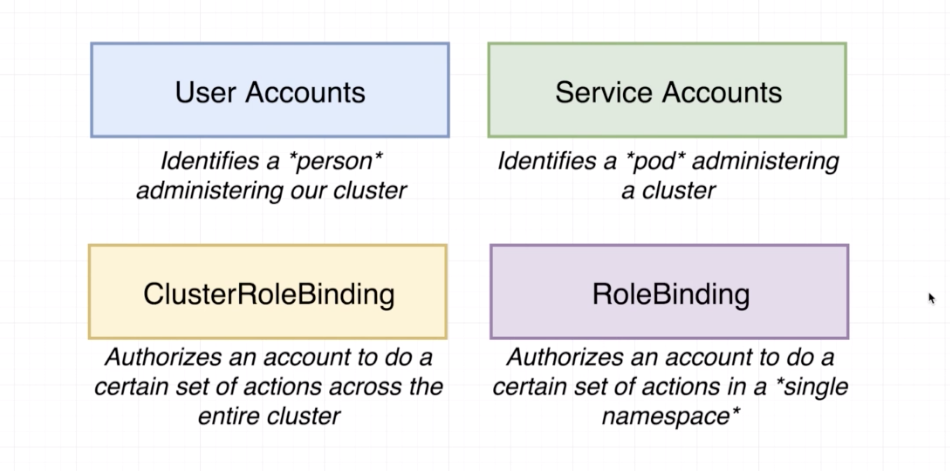 User Accounts
Service Accounts
Identifies a *person*
administering our cluster
Identifies a *pod* administering
a cluster
ClusterRoleBinding
RoleBinding
Authorizes an account to do a
certain set of actions across the
entire cluster
Authorizes an account to do a
certain set of actions in a *single
namespace*